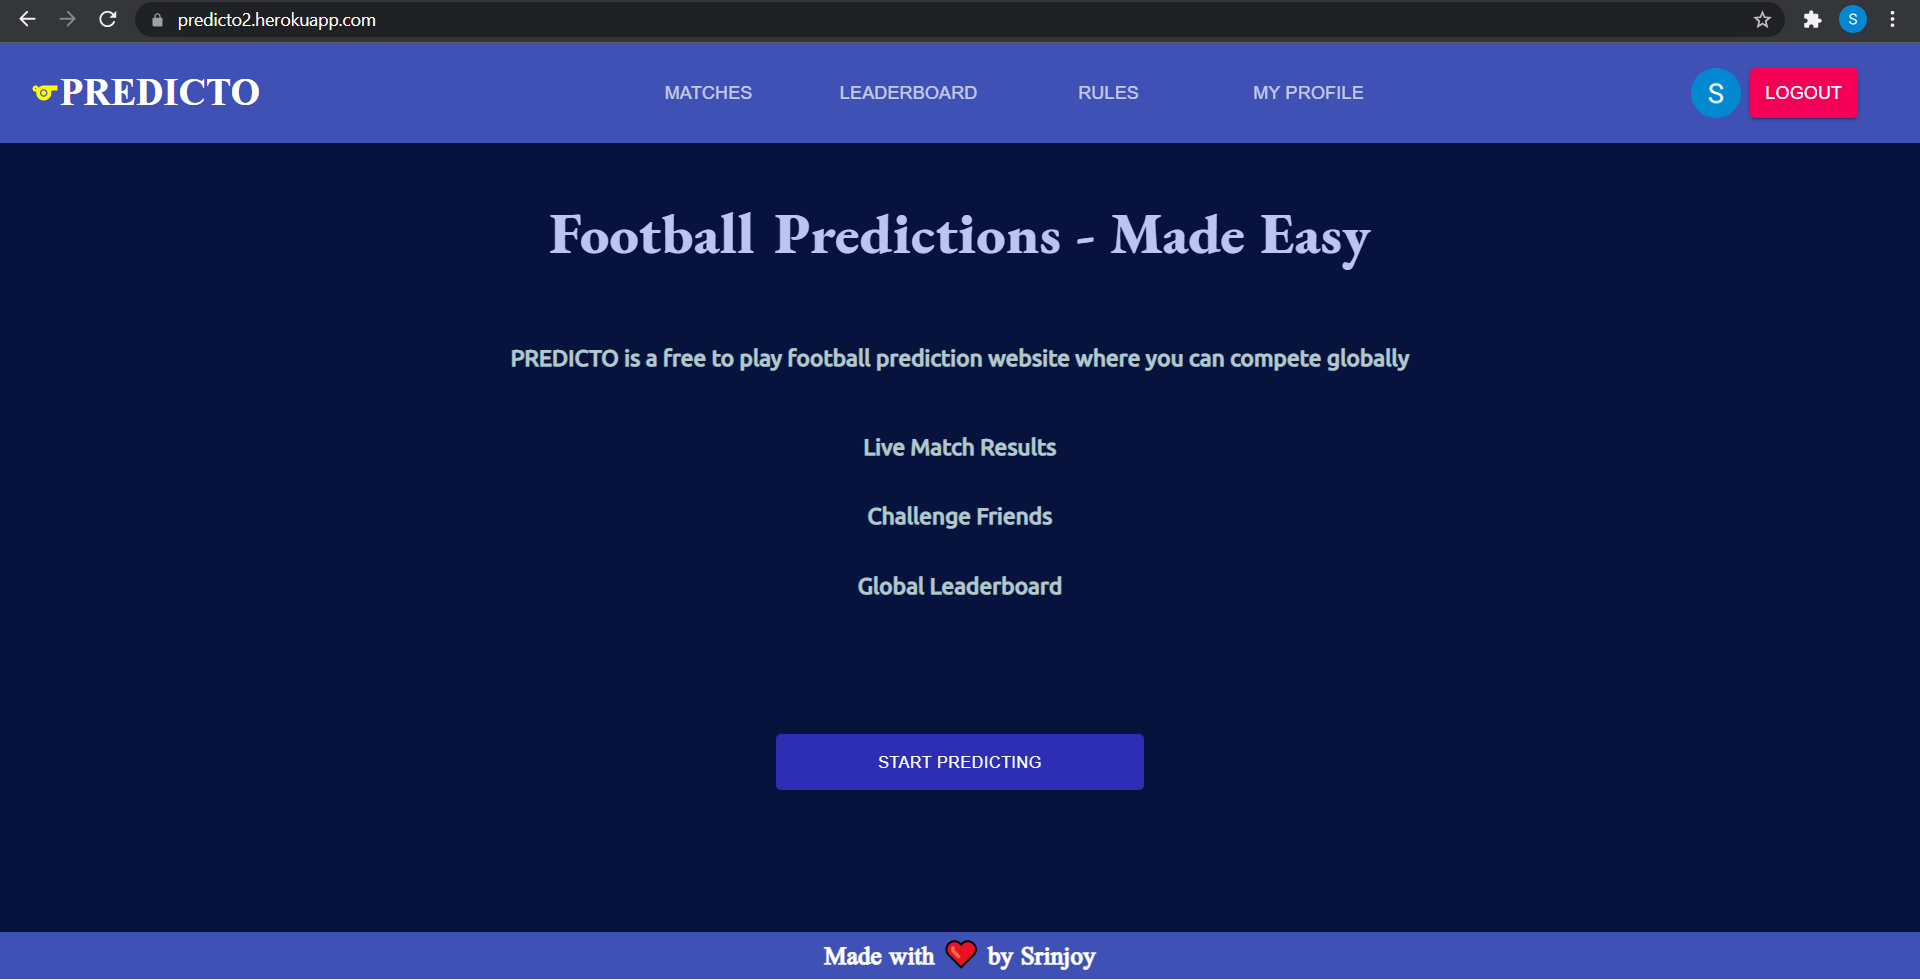 predicto2.herokuapp.com
S
PREDICTO
MATCHES LEADERBOARD RULES MY PROFILE
S
LOGOUT
Football Predictions - Made Easy
PREDICTO is a free to play football prediction website where you can compete globally
Live Match Results
Challenge Friends
Global Leaderboard
START PREDICTING
Made with ❤️ by Srinjoy